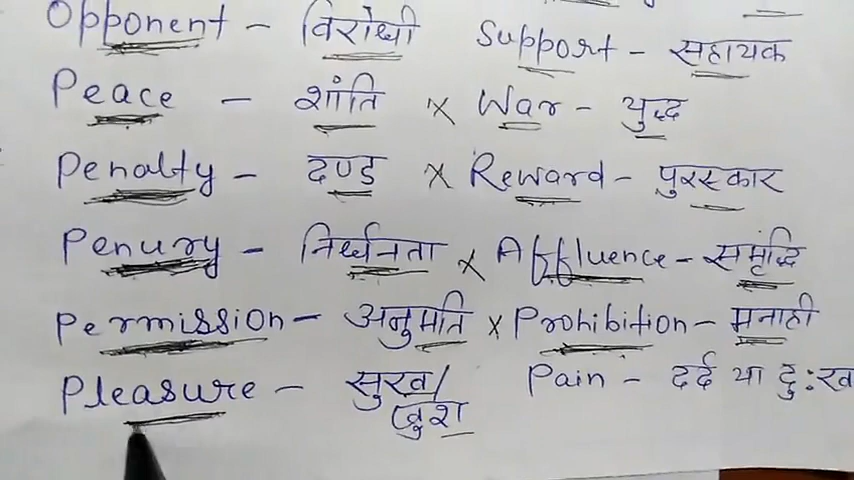 Opponent - विरोधी Support - सहायक
Peace - शांति × War - युद्ध
Penalty - दण्ड × Reward - पुरस्कार
Penury - निर्धनता × Affluence - समृद्धि
Permission - अनुमति × Prohibition - मनाही
Pleasure - सुख/ Pain - दर्द या दुःख
खुश